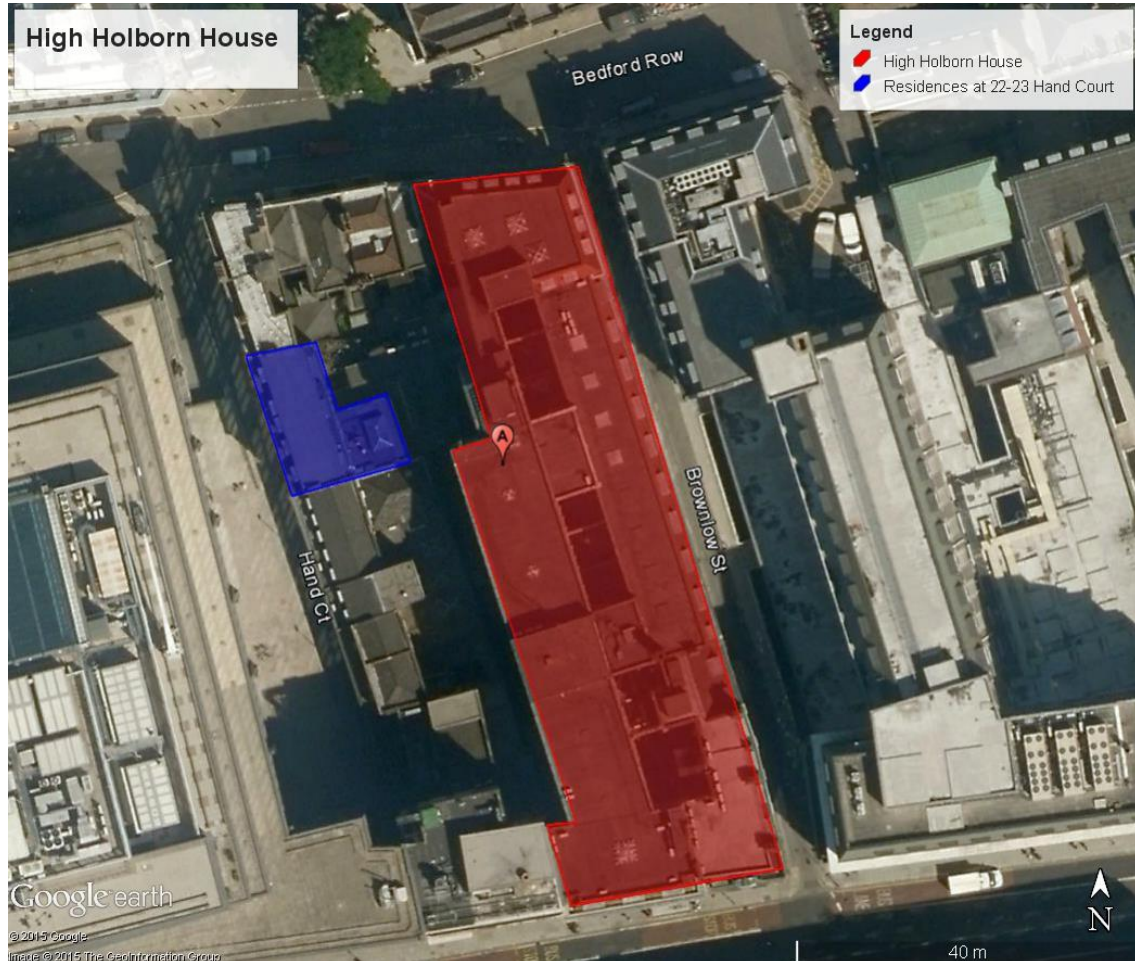 High Holborn House
Legend
High Holborn House
Residences at 22-23 Hand Court
Bedford Row
A
Brownlow St
Hand Ct
Google earth
© 2015 Google
Image © 2015 The GeoInformation Group
N
40 m